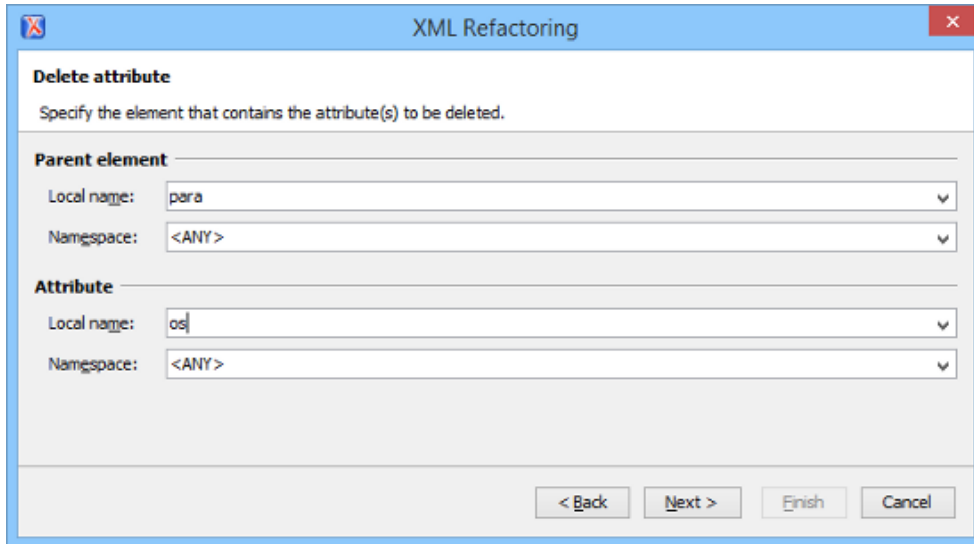 XML Refactoring
Delete attribute
Specify the element that contains the attribute(s) to be deleted.
Parent element
Local name: para
Namespace: <ANY>
Attribute
Local name: os
Namespace: <ANY>
< Back Next > Finish Cancel